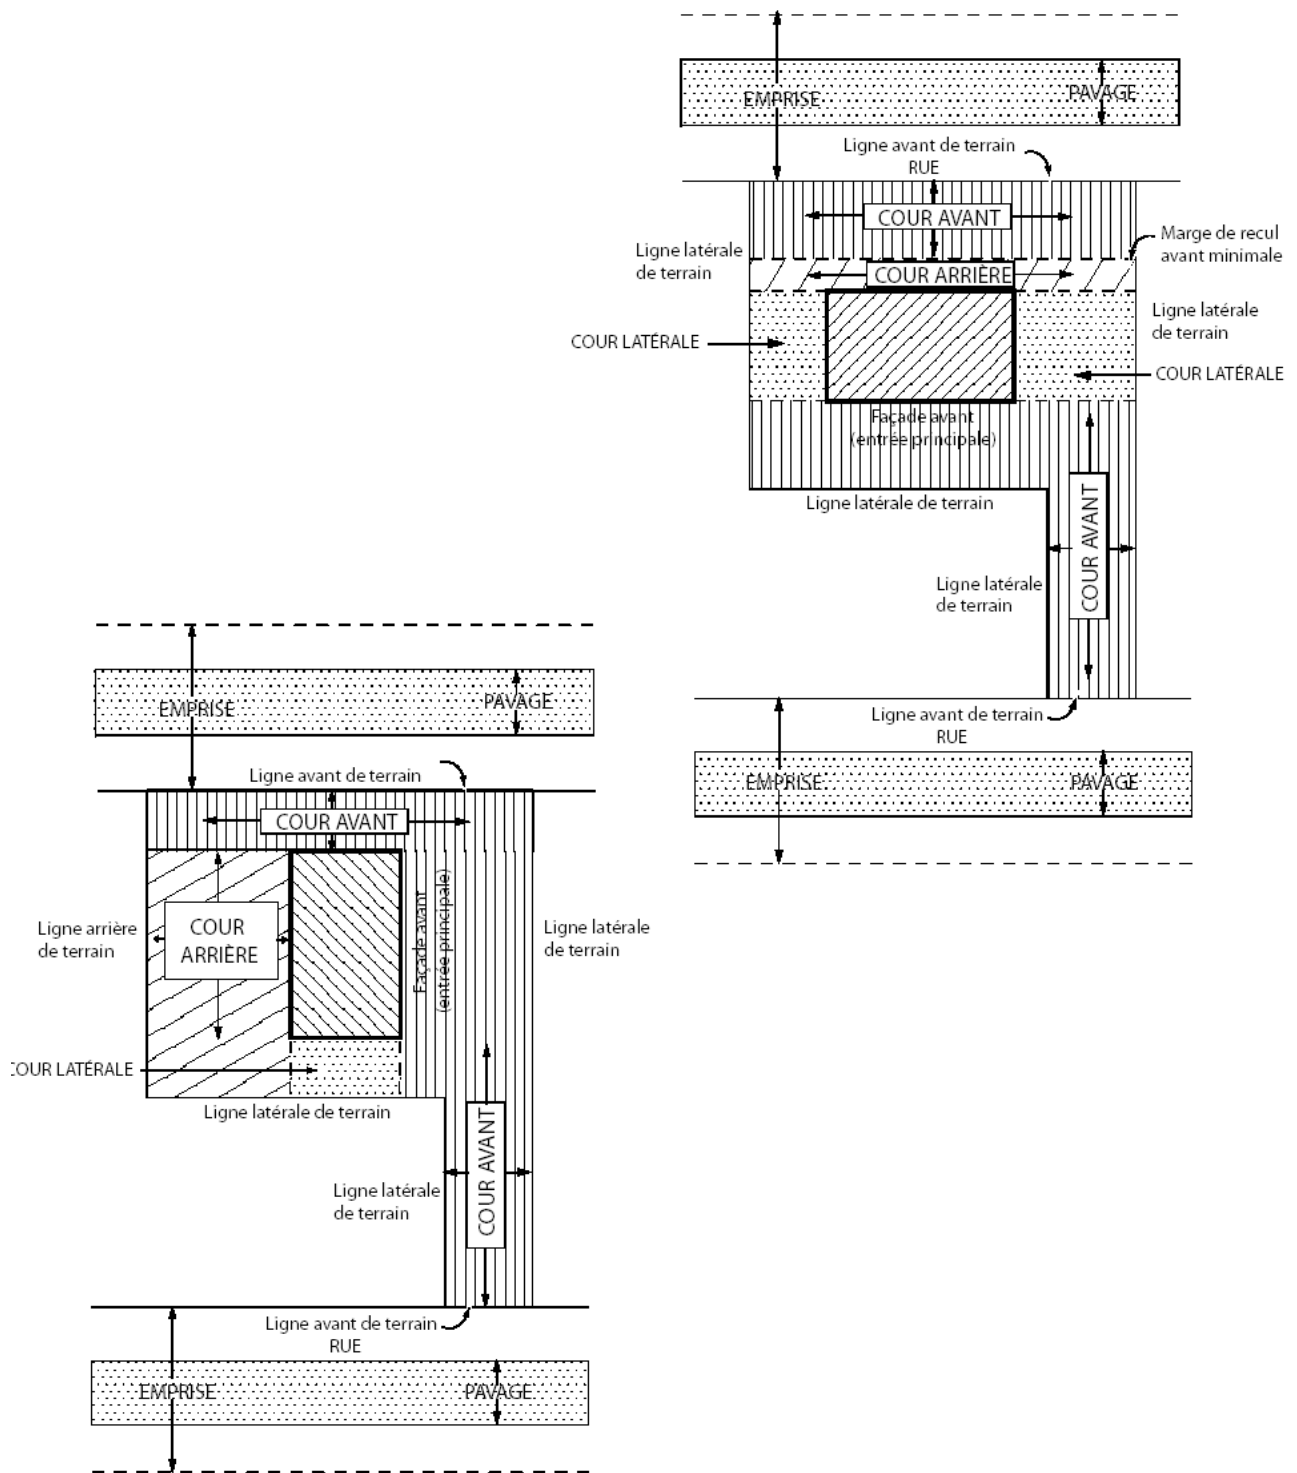 EMPRISE
PAVAGE
Ligne avant de terrain
RUE
COUR AVANT
Ligne latérale
de terrain
Marge de recul
avant minimale
COUR ARRIÈRE
Ligne latérale
de terrain
COUR LATÉRALE
COUR LATÉRALE
Façade avant
(entrée principale)
Ligne latérale de terrain
COUR AVANT
Ligne latérale
de terrain
Ligne avant de terrain
RUE
EMPRISE
PAVAGE
EMPRISE
PAVAGE
Ligne avant de terrain
COUR AVANT
Ligne arrière
de terrain
COUR
ARRIÈRE
Façade avant
(entrée principale)
Ligne latérale
de terrain
COUR LATÉRALE
Ligne latérale de terrain
COUR AVANT
Ligne latérale
de terrain
Ligne avant de terrain
RUE
EMPRISE
PAVAGE